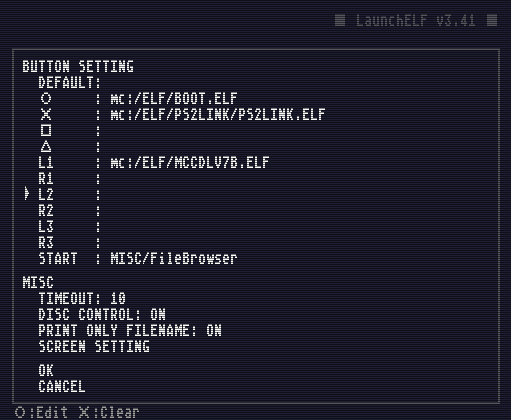 ■ LaunchELF v3.41 ■
BUTTON SETTING
DEFAULT:
○ : mc:/ELF/BOOT.ELF
× : mc:/ELF/PS2LINK/PS2LINK.ELF
□ :
△ :
L1 : mc:/ELF/MCCDLV7B.ELF
R1 :
L2 :
R2 :
L3 :
R3 :
START : MISC/FileBrowser
MISC
TIMEOUT: 10
DISC CONTROL: ON
PRINT ONLY FILENAME: ON
SCREEN SETTING
OK
CANCEL
○:Edit ×:Clear